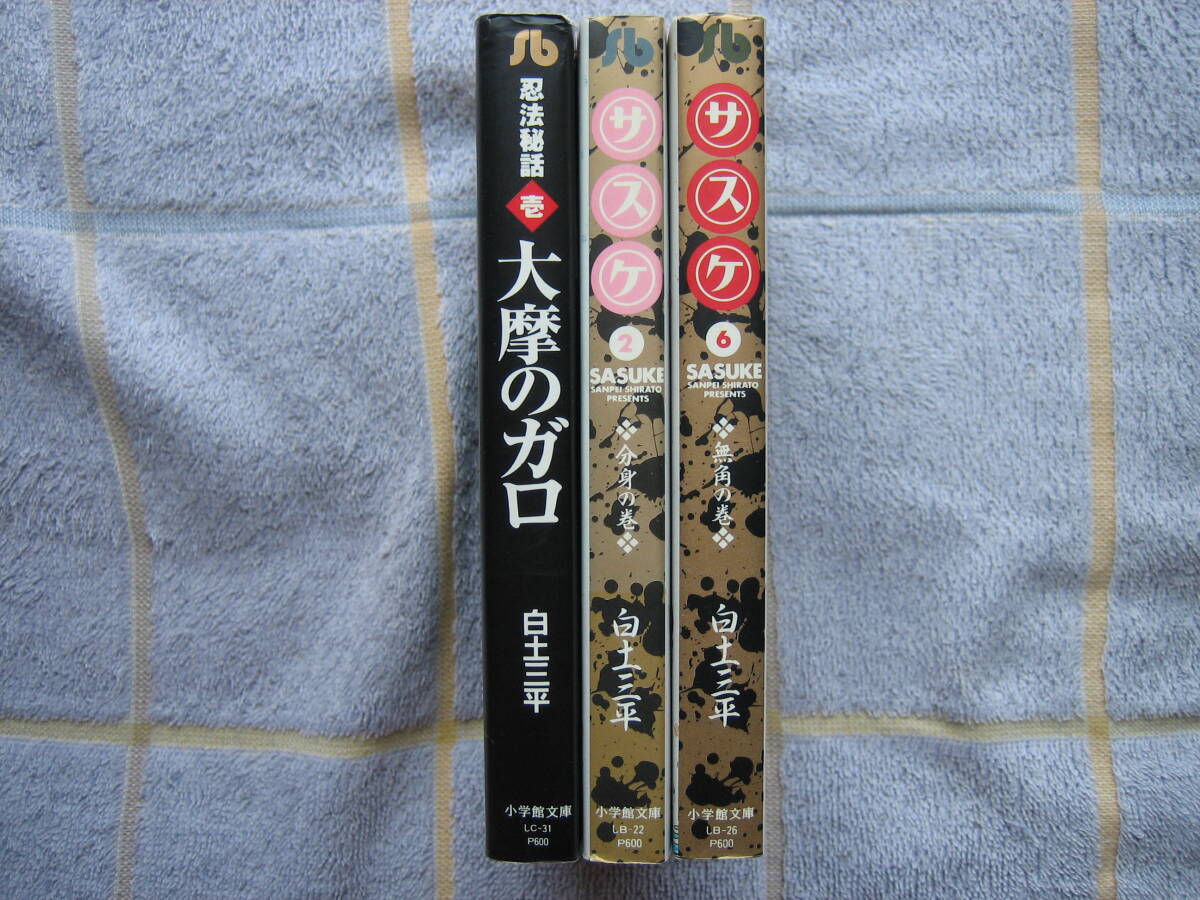 Sb
忍法秘話
壱
大摩のガロ
白土三平
小学館文庫
LC-31
P600
Sb
サスケ
2
SASUKE
SANPEI SHIRATO
PRESENTS
分身の巻
白土三平
小学館文庫
LB-22
P600
Sb
サスケ
6
SASUKE
SANPEI SHIRATO
PRESENTS
無角の巻
白土三平
小学館文庫
LB-26
P600